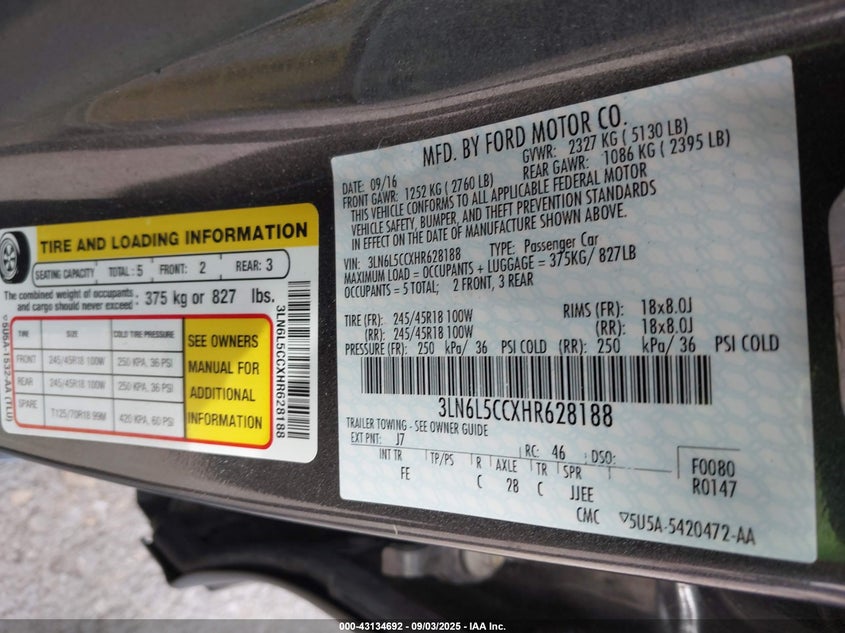 TIRE AND LOADING INFORMATION
SEATING CAPACITY TOTAL : 5 FRONT: 2 REAR: 3
The combined weight of occupants and cargo should never exceed : 375 kg or 827 lbs.
TIRE SIZE COLD TIRE PRESSURE
FRONT 245/45R18 100W 250 KPA, 36 PSI
REAR 245/45R18 100W 250 KPA, 36 PSI
SPARE T125/70R18 99M 420 KPA, 60 PSI
SEE OWNERS
MANUAL FOR
ADDITIONAL
INFORMATION
5U5A-1532-AA (TLU)
3LN6L5CCXHR628188
MFD. BY FORD MOTOR CO.
DATE: 09/16 GVWR: 2327 KG ( 5130 LB)
FRONT GAWR: 1252 KG ( 2760 LB) REAR GAWR: 1086 KG ( 2395 LB)
THIS VEHICLE CONFORMS TO ALL APPLICABLE FEDERAL MOTOR
VEHICLE SAFETY, BUMPER, AND THEFT PREVENTION STANDARDS
IN EFFECT ON THE DATE OF MANUFACTURE SHOWN ABOVE.
VIN: 3LN6L5CCXHR628188 TYPE: Passenger Car
MAXIMUM LOAD = OCCUPANTS + LUGGAGE = 375KG/ 827LB
OCCUPANTS = 5 TOTAL; 2 FRONT, 3 REAR
TIRE (FR): 245/45R18 100W RIMS (FR): 18x8.0J
(RR): 245/45R18 100W (RR): 18x8.0J
PRESSURE (FR): 250 kPa/ 36 PSI COLD (RR): 250 kPa/ 36 PSI COLD
3LN6L5CCXHR628188
TRAILER TOWING - SEE OWNER GUIDE
EXT PNT: J7 RC: 46 DSO:
INT TR TP/PS R AXLE TR SPR F0080
FE C 28 C JJEE R0147
CMC 5U5A-5420472-AA
000-43134692 - 09/03/2025 - IAA Inc.